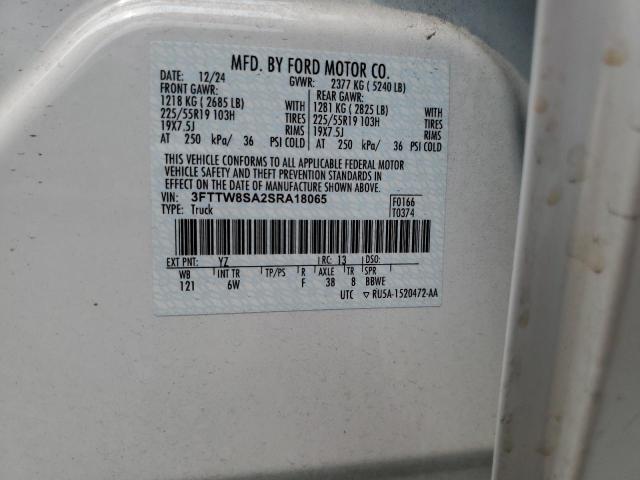 MFD. BY FORD MOTOR CO.
DATE: 12/24 GVWR: 2377 KG ( 5240 LB)
FRONT GAWR: REAR GAWR:
1218 KG ( 2685 LB) WITH 1281 KG ( 2825 LB) WITH
225/55R19 103H TIRES 225/55R19 103H TIRES
19X7.5J RIMS 19X7.5J RIMS
AT 250 kPa/ 36 PSI COLD AT 250 kPa/ 36 PSI COLD
THIS VEHICLE CONFORMS TO ALL APPLICABLE FEDERAL MOTOR
VEHICLE SAFETY AND THEFT PREVENTION STANDARDS IN
EFFECT ON THE DATE OF MANUFACTURE SHOWN ABOVE.
VIN: 3FTTW8SA2SRA18065 F0166
TYPE: Truck T0374
EXT PNT: YZ RC: 13 DSO:
WB INT TR TP/PS R AXLE TR SPR
121 6W F 38 8 BBWE
UTC ▽ RU5A-1520472-AA